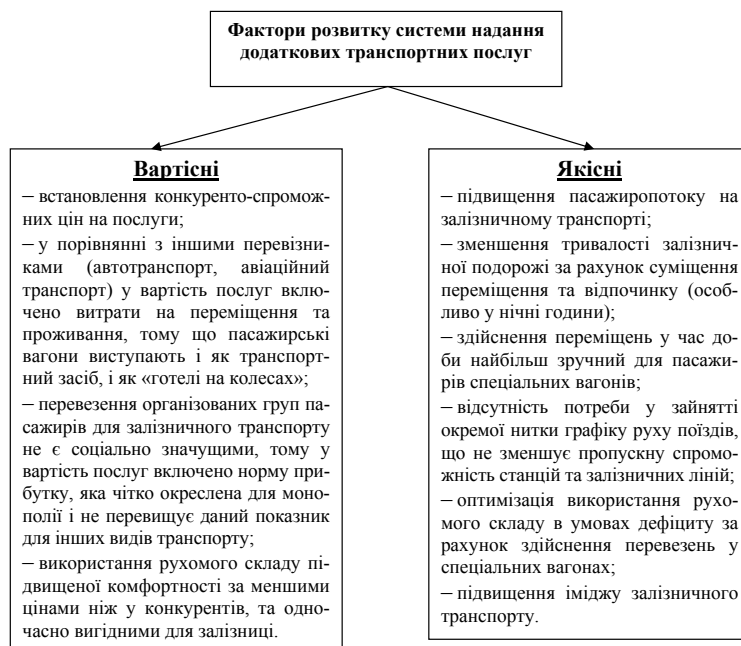 Фактори розвитку системи надання
додаткових транспортних послуг
Вартісні
– встановлення конкуренто-спромож-
них цін на послуги;
– у порівнянні з іншими перевізни-
ками (автотранспорт, авіаційний
транспорт) у вартість послуг вклю-
чено витрати на переміщення та
проживання, тому що пасажирські
вагони виступають і як транспорт-
ний засіб, і як «готелі на колесах»;
– перевезення організованих груп па-
сажирів для залізничного транспорту
не є соціально значущими, тому у
вартість послуг включено норму при-
бутку, яка чітко окреслена для моно-
полії і не перевищує даний показник
для інших видів транспорту;
– використання рухомого складу пі-
двищеної комфортності за меншими
цінами ніж у конкурентів, та одно-
часно вигідними для залізниці.
Якісні
– підвищення пасажиропотоку на
залізничному транспорті;
– зменшення тривалості залізнич-
ної подорожі за рахунок суміщення
переміщення та відпочинку (особ-
ливо у нічні години);
– здійснення переміщень у час до-
би найбільш зручний для пасажи-
рів спеціальних вагонів;
– відсутність потреби у зайнятті
окремої нитки графіку руху поїздів,
що не зменшує пропускну спромо-
жність станцій та залізничних ліній;
– оптимізація використання рухо-
мого складу в умовах дефіциту за
рахунок здійснення перевезень у
спеціальних вагонах;
– підвищення іміджу залізничного
транспорту.